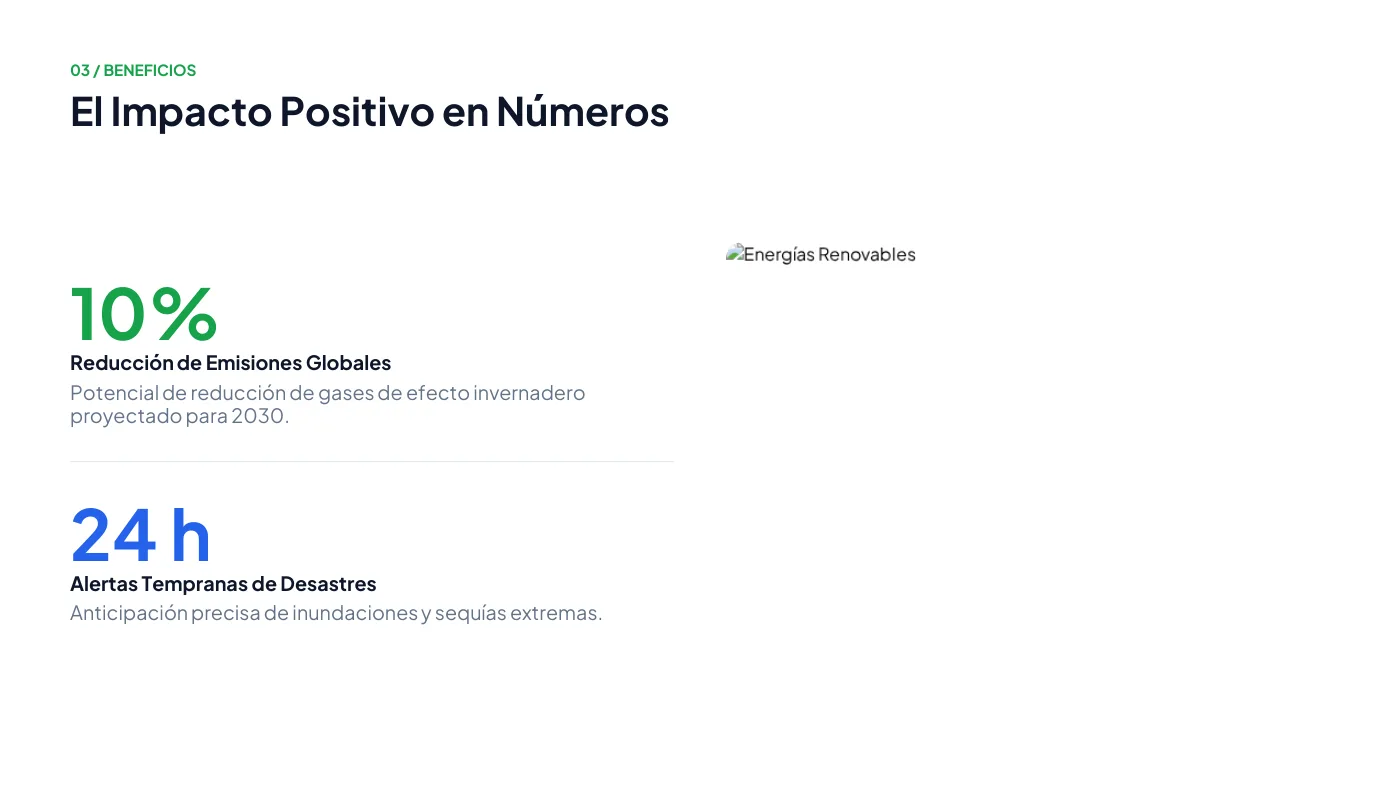 03 / BENEFICIOS
El Impacto Positivo en Números
10%
Reducción de Emisiones Globales
Potencial de reducción de gases de efecto invernadero
proyectado para 2030.
24 h
Alertas Tempranas de Desastres
Anticipación precisa de inundaciones y sequías extremas.
Energías Renovables